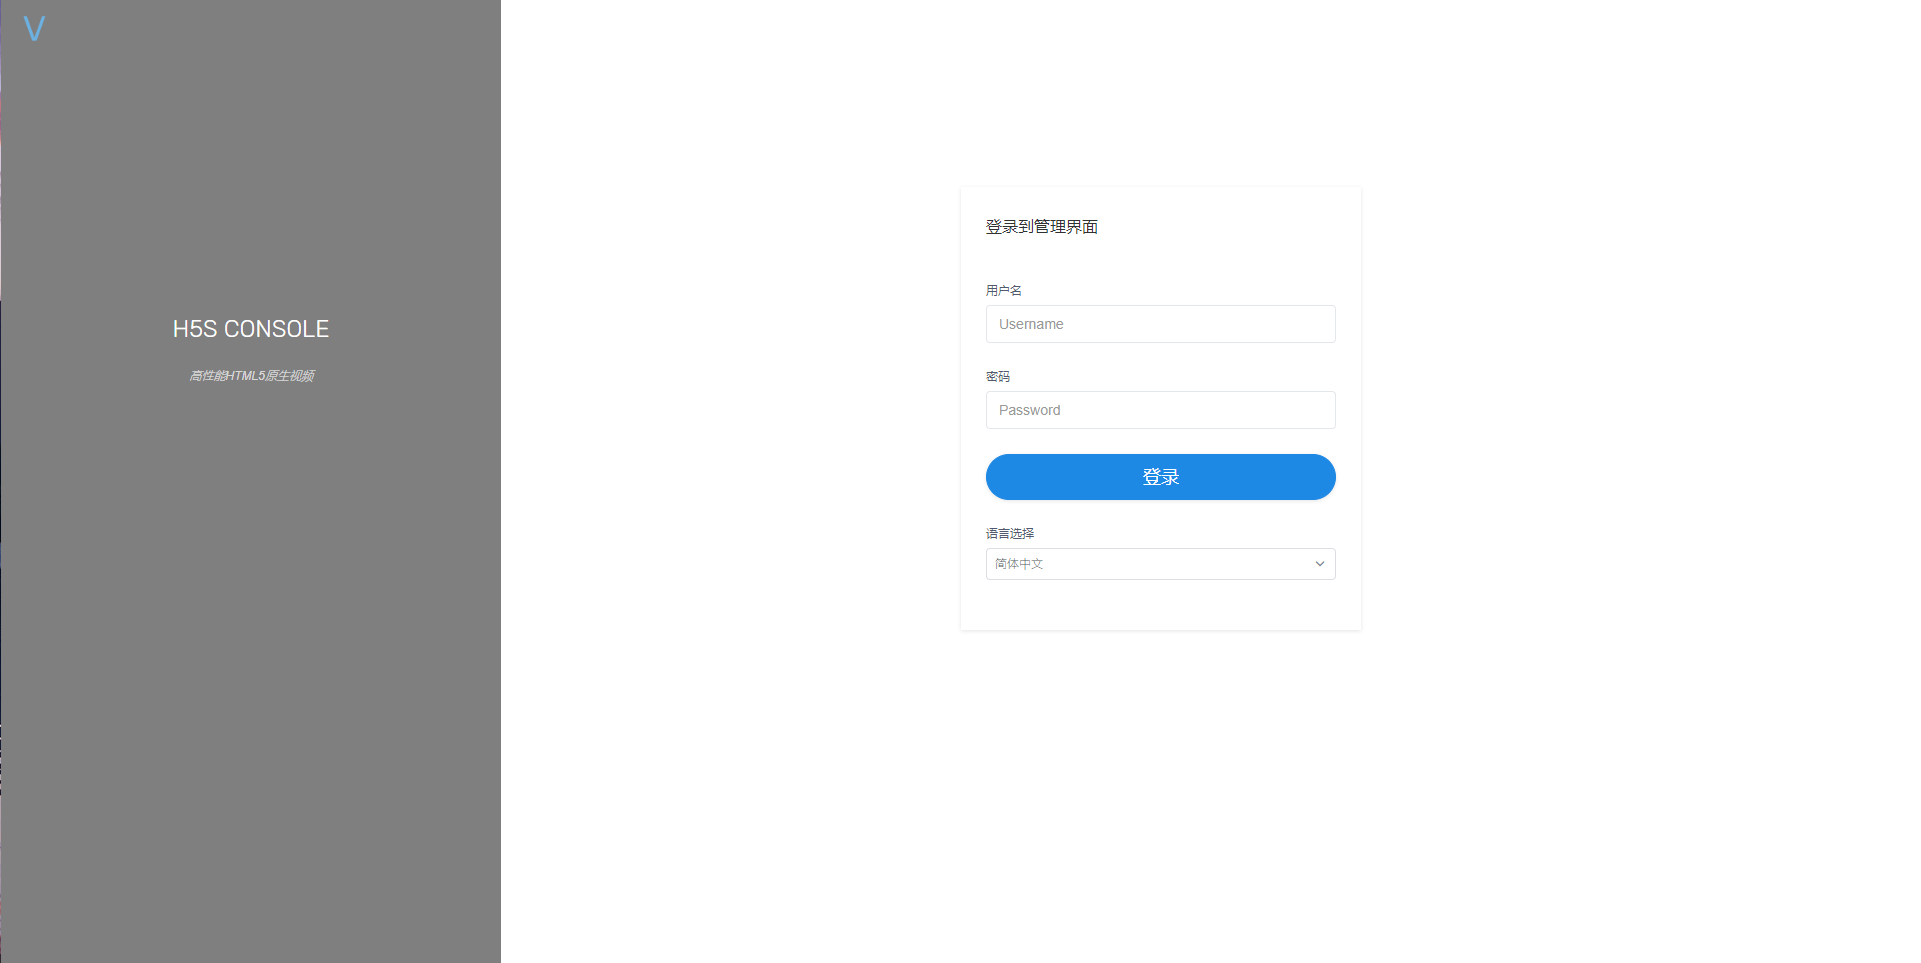 V
H5S CONSOLE
高性能HTML5原生视频
登录到管理界面
用户名
Username
密码
Password
登录
语言选择
简体中文